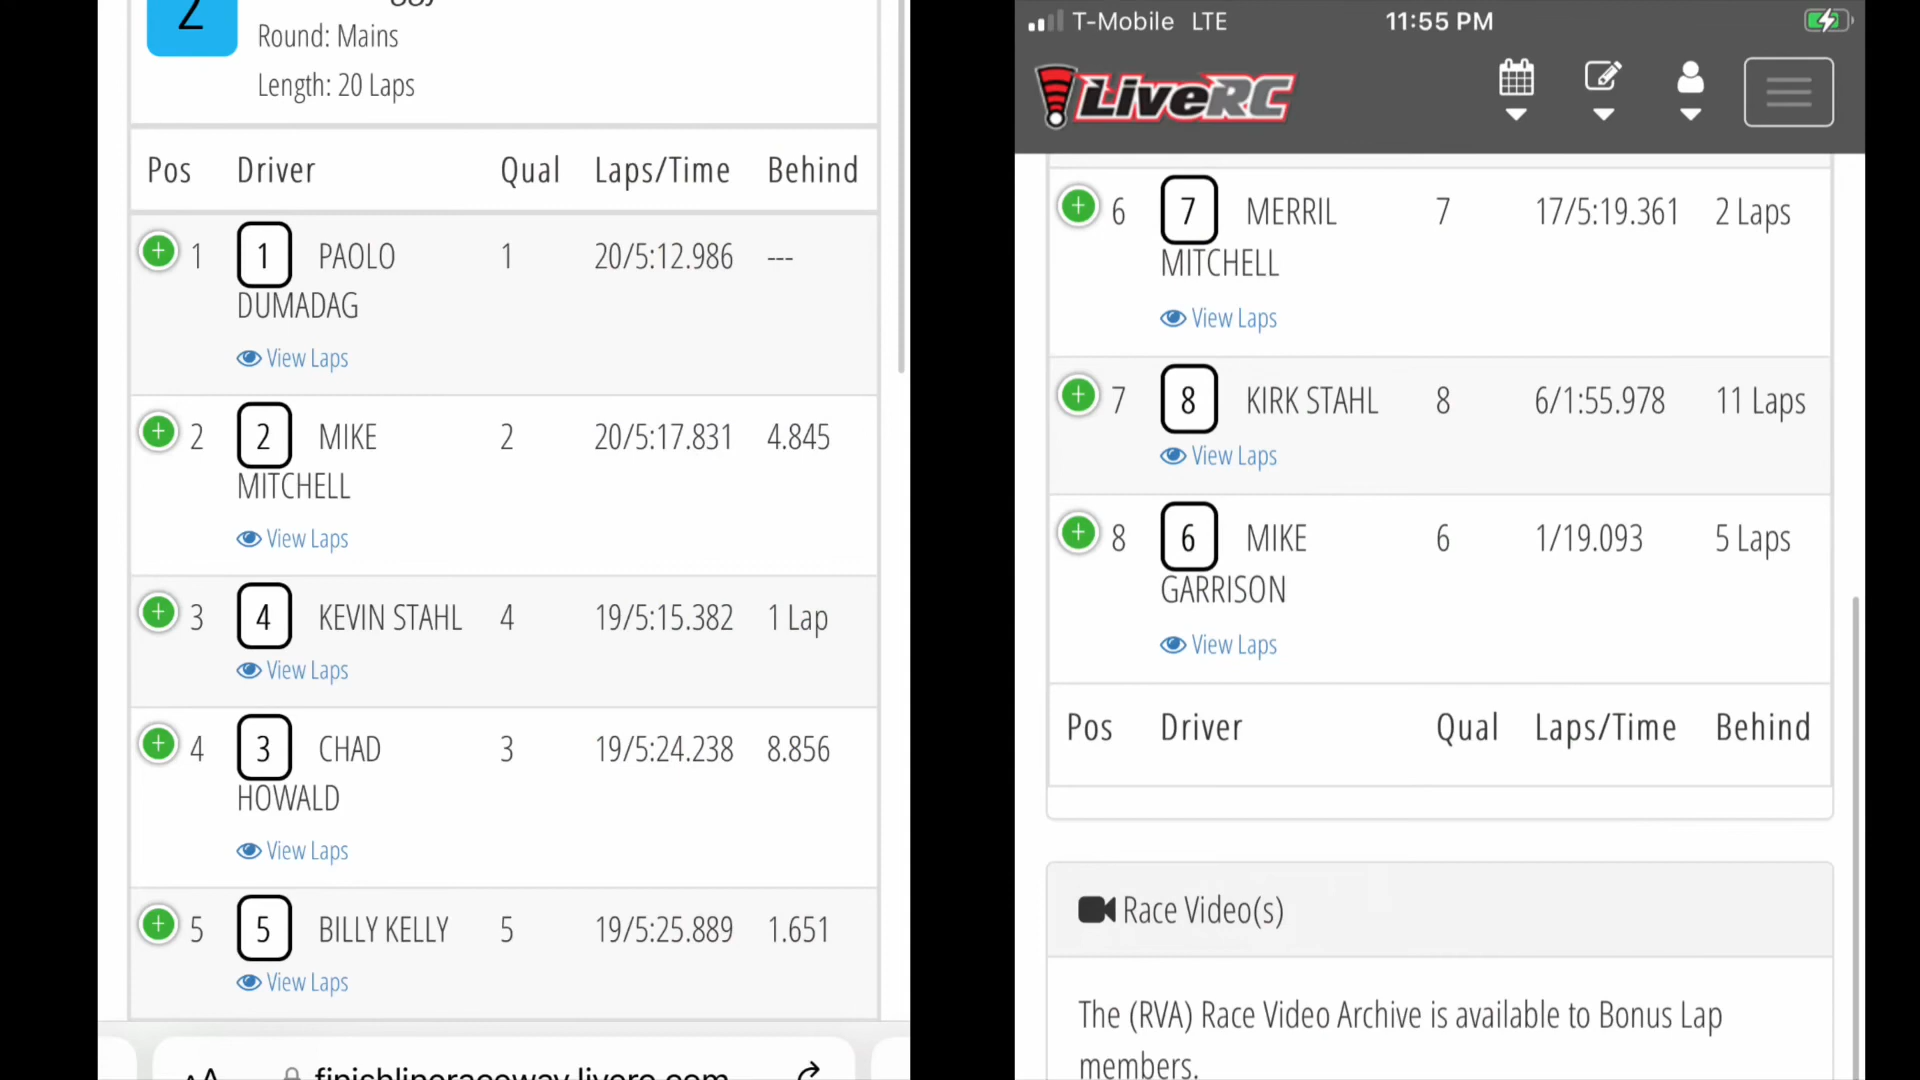 2
Round: Mains
Length: 20 Laps
Pos Driver Qual Laps/Time Behind
1 1 PAOLO 1 20/5:12.986 ---
DUMADAG
View Laps
2 2 MIKE 2 20/5:17.831 4.845
MITCHELL
View Laps
3 4 KEVIN STAHL 4 19/5:15.382 1 Lap
View Laps
4 3 CHAD 3 19/5:24.238 8.856
HOWALD
View Laps
5 5 BILLY KELLY 5 19/5:25.889 1.651
View Laps
AA finishlineraceway.liverc.com
T-Mobile LTE 11:55 PM
LiveRC
6 7 MERRIL 7 17/5:19.361 2 Laps
MITCHELL
View Laps
7 8 KIRK STAHL 8 6/1:55.978 11 Laps
View Laps
8 6 MIKE 6 1/19.093 5 Laps
GARRISON
View Laps
Pos Driver Qual Laps/Time Behind
Race Video(s)
The (RVA) Race Video Archive is available to Bonus Lap
members.